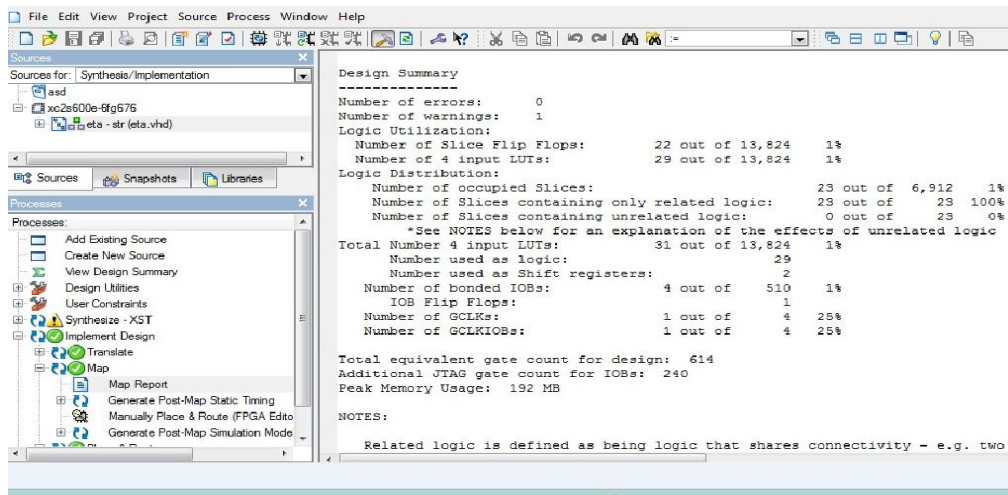 File Edit View Project Source Process Window Help
Sources
Sources for: Synthesis/Implementation
asd
xc2s600e-6fg676
eta - str (eta.vhd)
Sources Snapshots Libraries
Processes
Processes:
Add Existing Source
Create New Source
View Design Summary
Design Utilities
User Constraints
Synthesize - XST
Implement Design
Translate
Map
Map Report
Generate Post-Map Static Timing
Manually Place & Route (FPGA Edito
Generate Post-Map Simulation Mode
Design Summary
--------------
Number of errors: 0
Number of warnings: 1
Logic Utilization:
Number of Slice Flip Flops: 22 out of 13,824 1%
Number of 4 input LUTs: 29 out of 13,824 1%
Logic Distribution:
Number of occupied Slices: 23 out of 6,912 1%
Number of Slices containing only related logic: 23 out of 23 100%
Number of Slices containing unrelated logic: 0 out of 23 0%
*See NOTES below for an explanation of the effects of unrelated logic
Total Number 4 input LUTs: 31 out of 13,824 1%
Number used as logic: 29
Number used as Shift registers: 2
Number of bonded IOBs: 4 out of 510 1%
IOB Flip Flops: 1
Number of GCLKs: 1 out of 4 25%
Number of GCLKIOBs: 1 out of 4 25%
Total equivalent gate count for design: 614
Additional JTAG gate count for IOBs: 240
Peak Memory Usage: 192 MB
NOTES:
Related logic is defined as being logic that shares connectivity - e.g. two